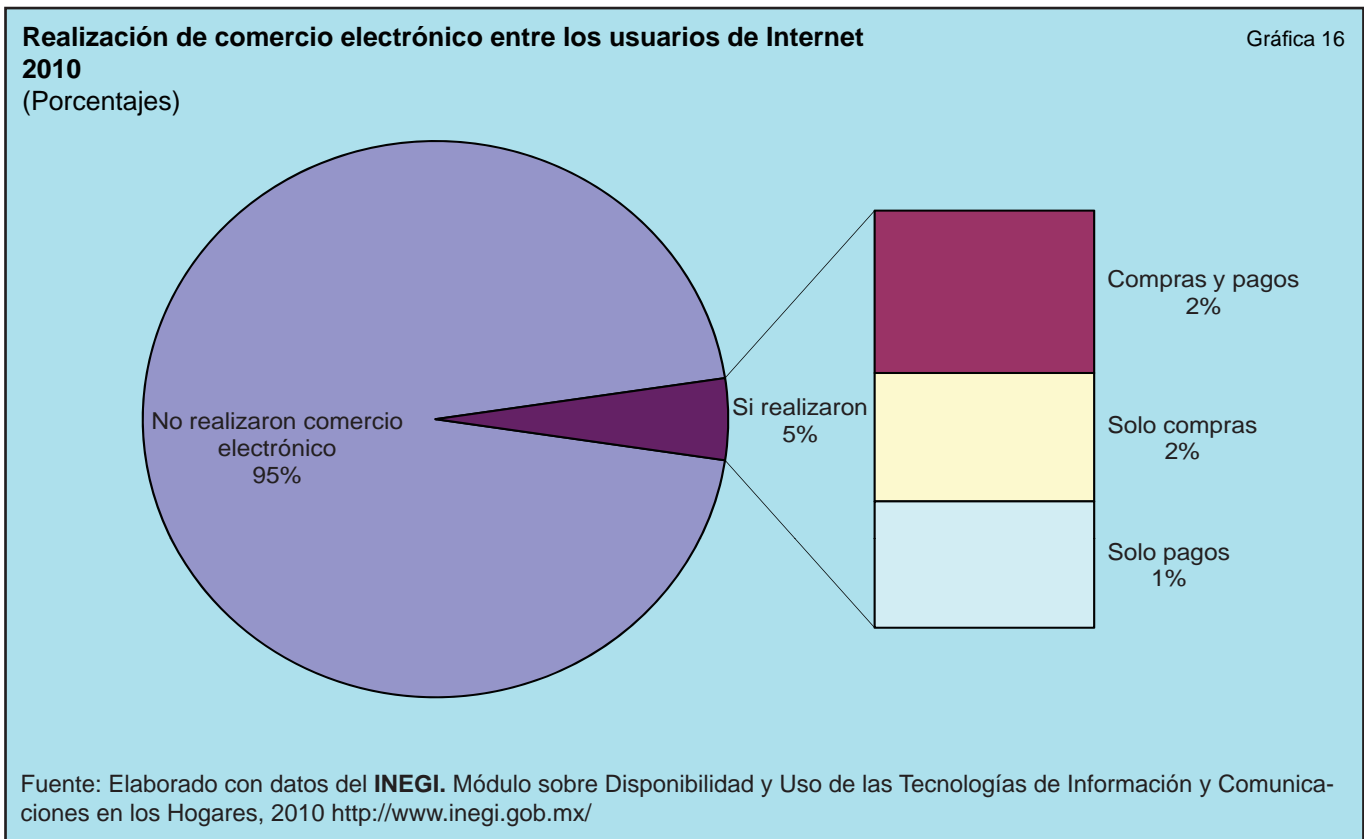 Realización de comercio electrónico entre los usuarios de Internet
Gráfica 16
2010
(Porcentajes)
No realizaron comercio
electrónico
95%
Si realizaron
5%
Compras y pagos
2%
Solo compras
2%
Solo pagos
1%
Fuente: Elaborado con datos del INEGI. Módulo sobre Disponibilidad y Uso de las Tecnologías de Información y Comunica-
ciones en los Hogares, 2010 http://www.inegi.gob.mx/